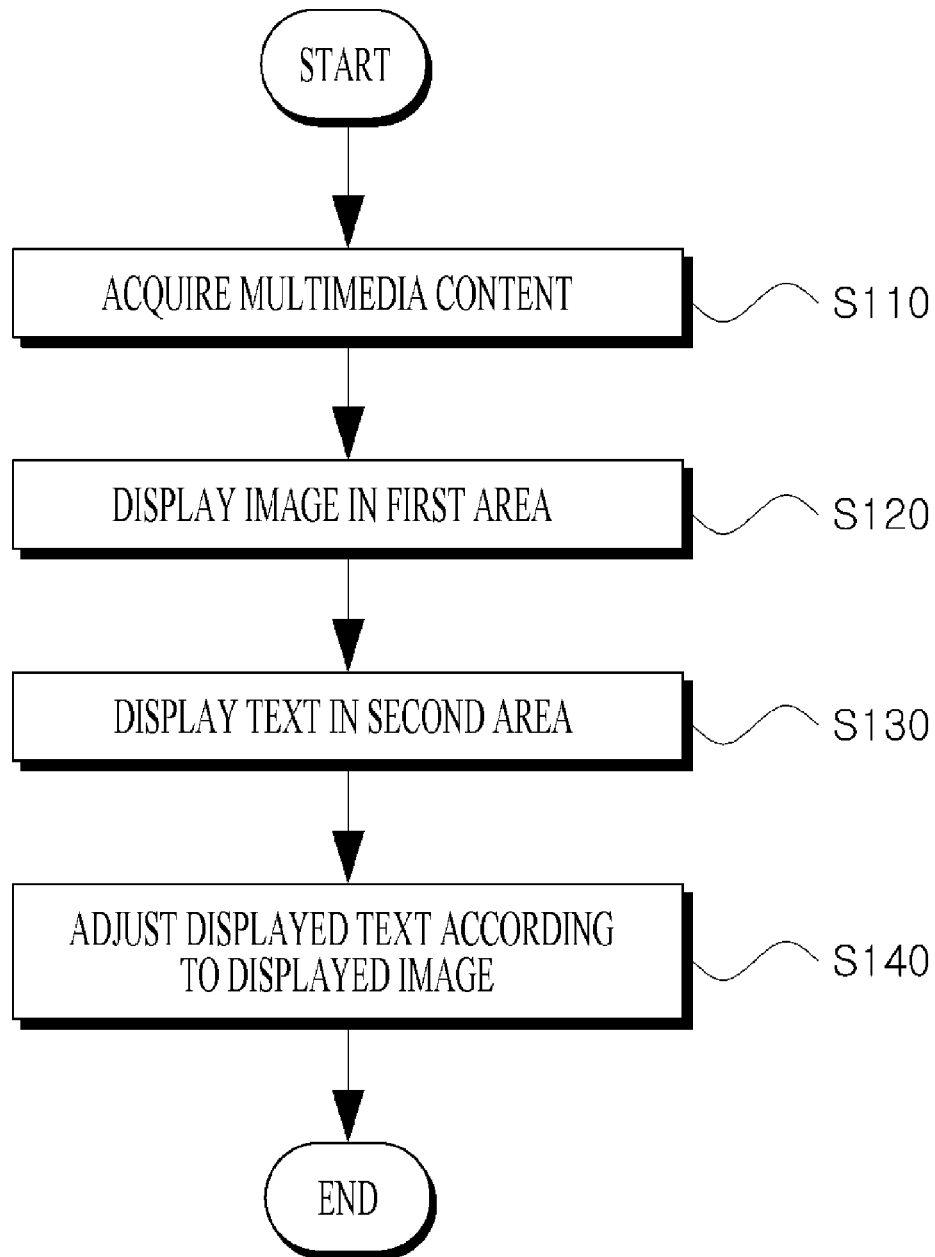 START
ACQUIRE MULTIMEDIA CONTENT
S110
DISPLAY IMAGE IN FIRST AREA
S120
DISPLAY TEXT IN SECOND AREA
S130
ADJUST DISPLAYED TEXT ACCORDING
TO DISPLAYED IMAGE
S140
END